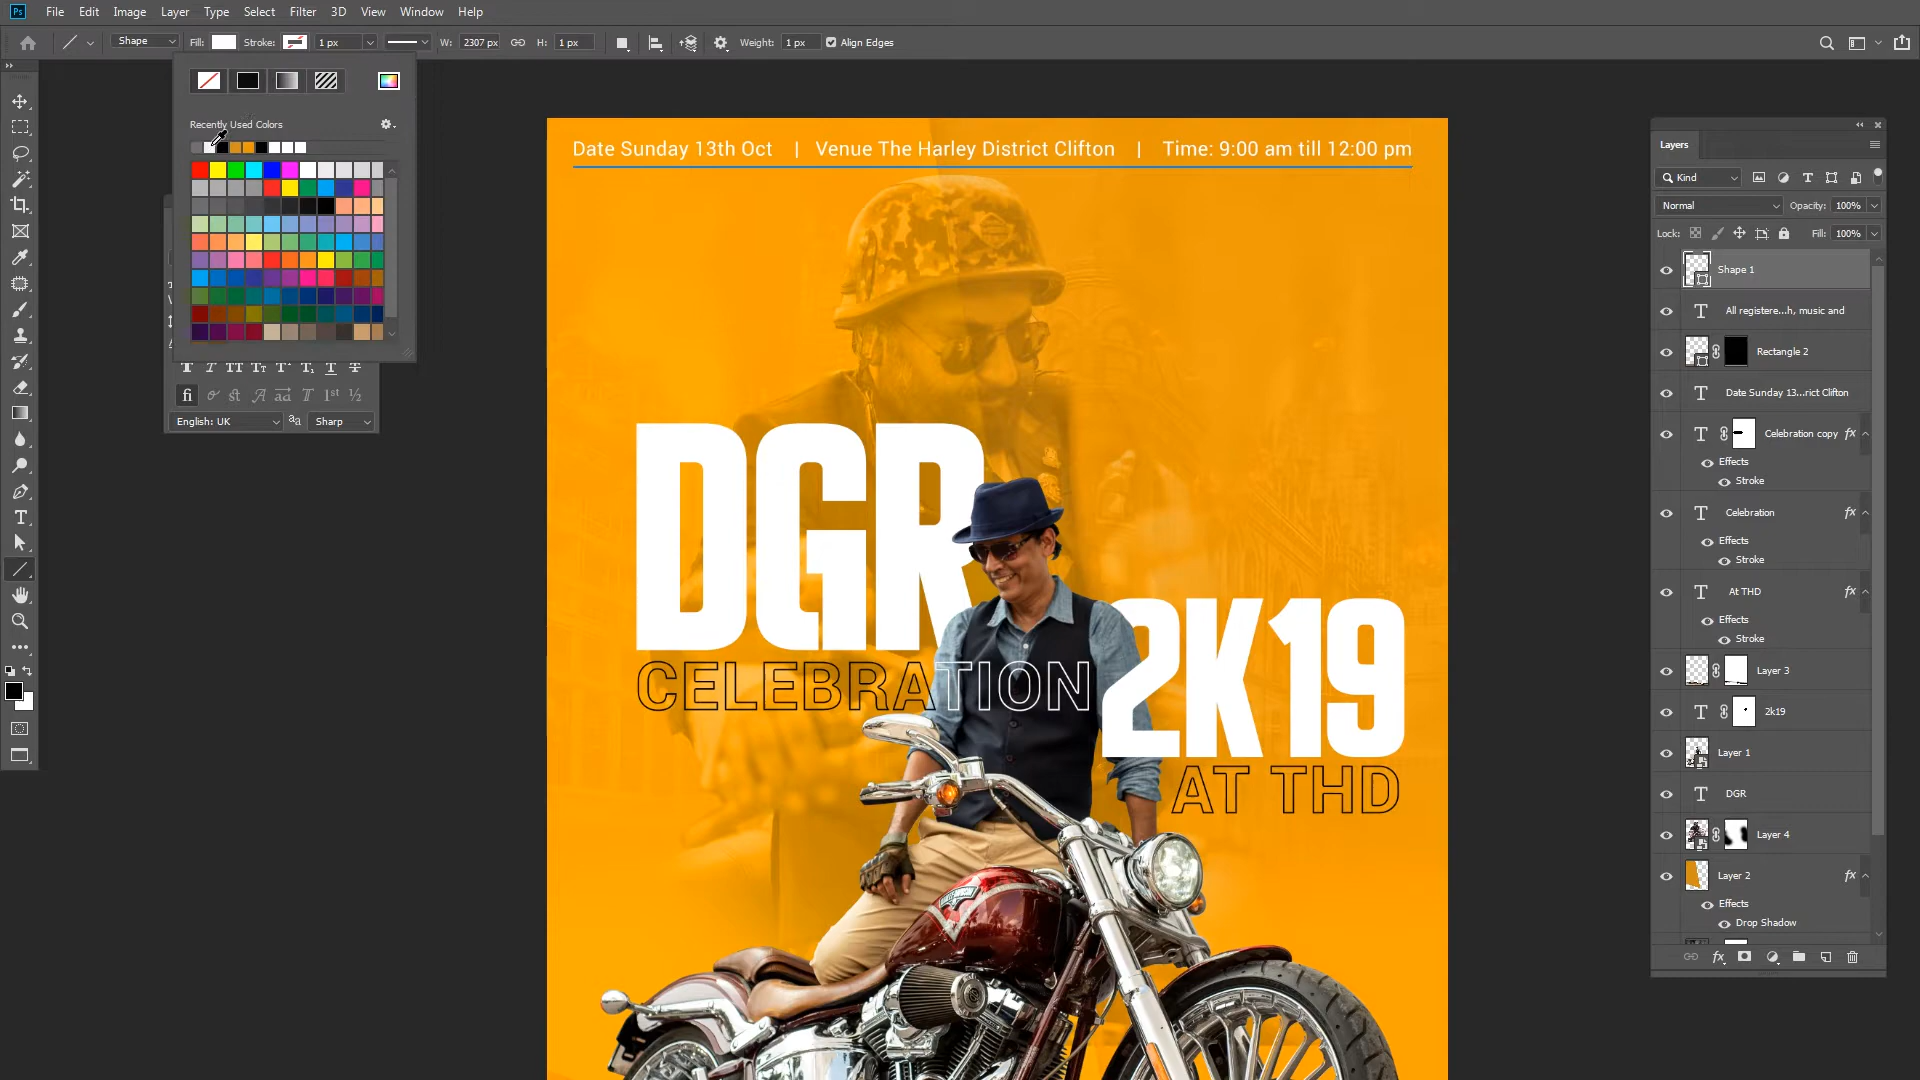 Ps File Edit Image Layer Type Select Filter 3D View Window Help
Shape Fill: Stroke: 1 px W: 2307 px H: 1 px Weight: 1 px Align Edges
Recently Used Colors
English: UK Sharp
Date Sunday 13th Oct | Venue The Harley District Clifton | Time: 9:00 am till 12:00 pm
DGR
2K19
CELEBRATION
AT THD
Layers
Kind
Normal Opacity: 100%
Lock: Fill: 100%
Shape 1
All registere...h, music and
Rectangle 2
Date Sunday 13...rict Clifton
Celebration copy fx
Effects
Stroke
Celebration fx
Effects
Stroke
At THD fx
Effects
Stroke
Layer 3
2k19
Layer 1
DGR
Layer 4
Layer 2 fx
Effects
Drop Shadow